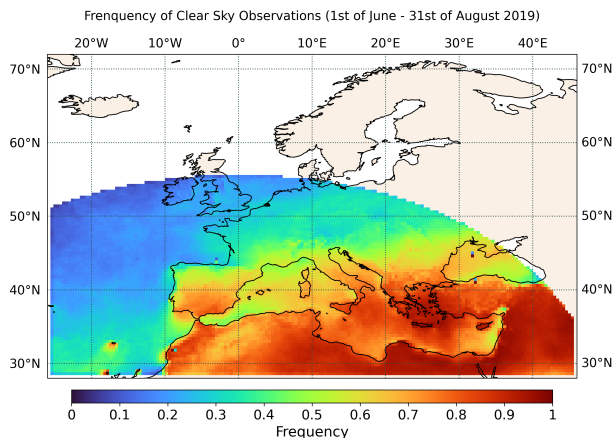 Frenquency of Clear Sky Observations (1st of June - 31st of August 2019)
20°W 10°W 0° 10°E 20°E 30°E 40°E
70°N 70°N
60°N 60°N
50°N 50°N
40°N 40°N
30°N 30°N
0 0.1 0.2 0.3 0.4 0.5 0.6 0.7 0.8 0.9 1
Frequency